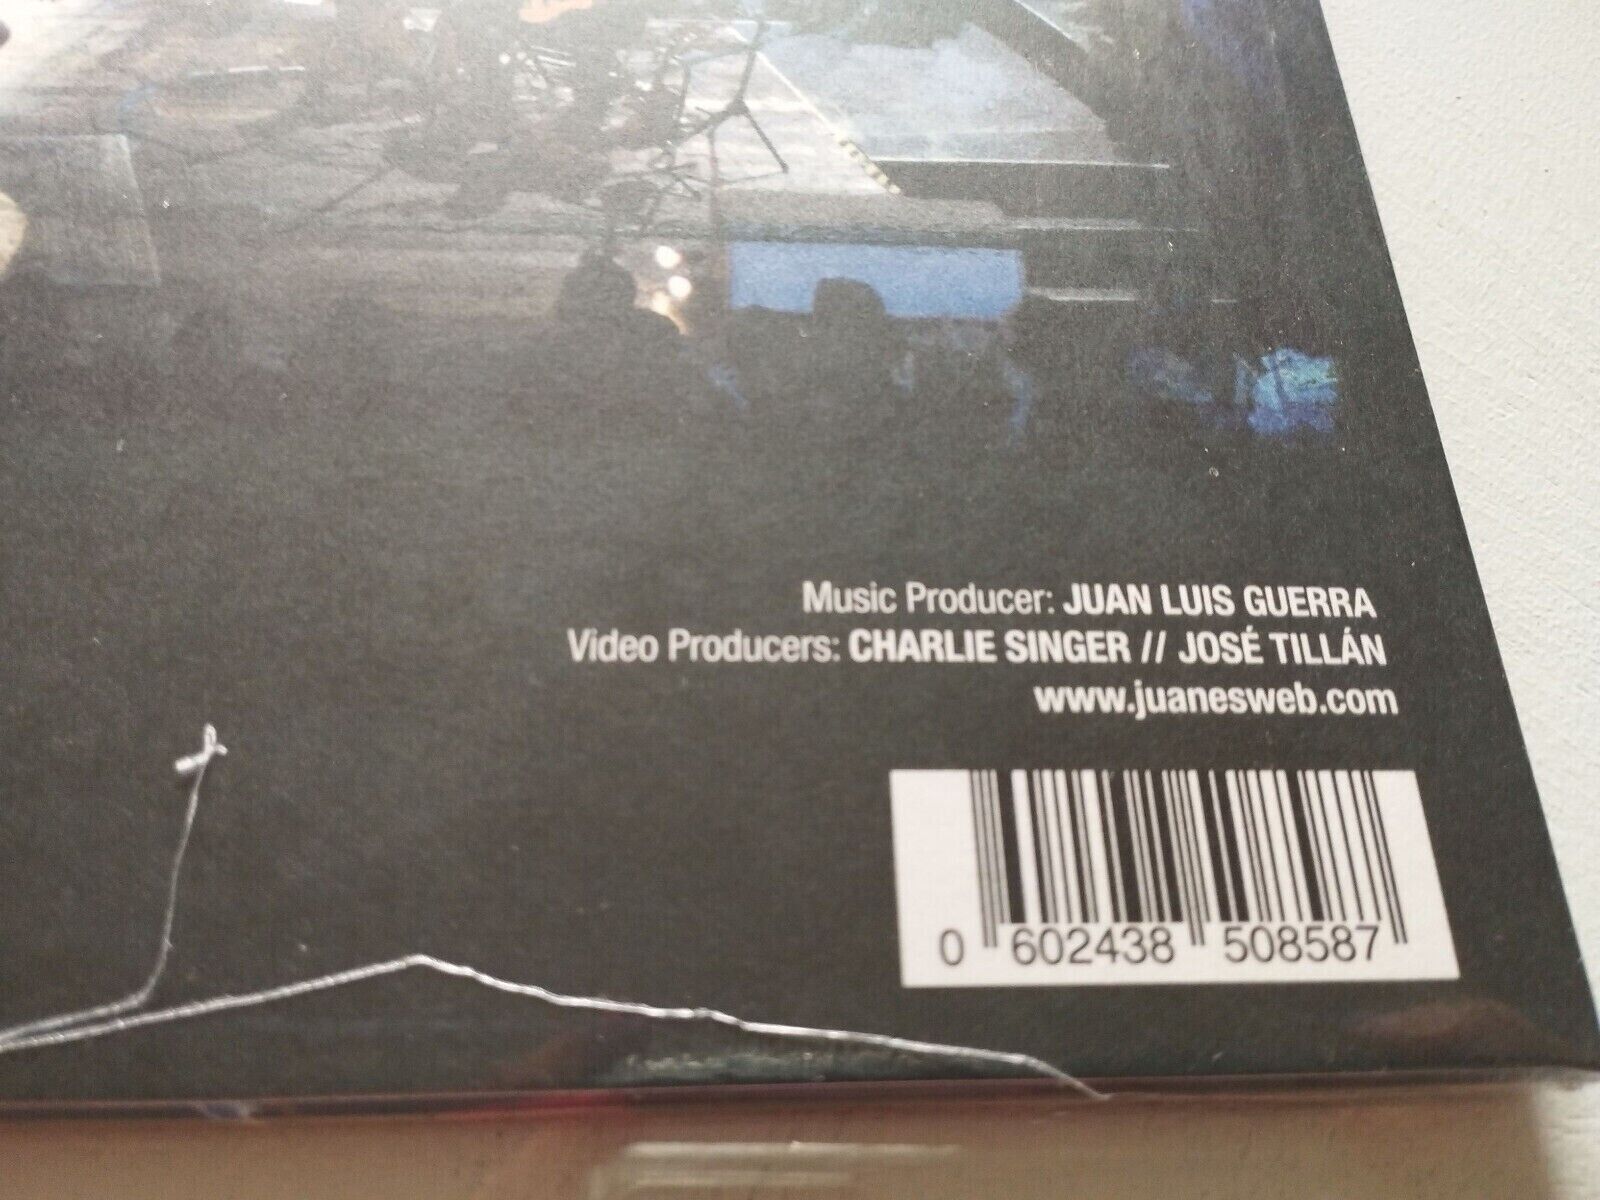 Music Producer: JUAN LUIS GUERRA
Video Producers: CHARLIE SINGER // JOSÉ TILLÁN
www.juanesweb.com
0 602438 508587